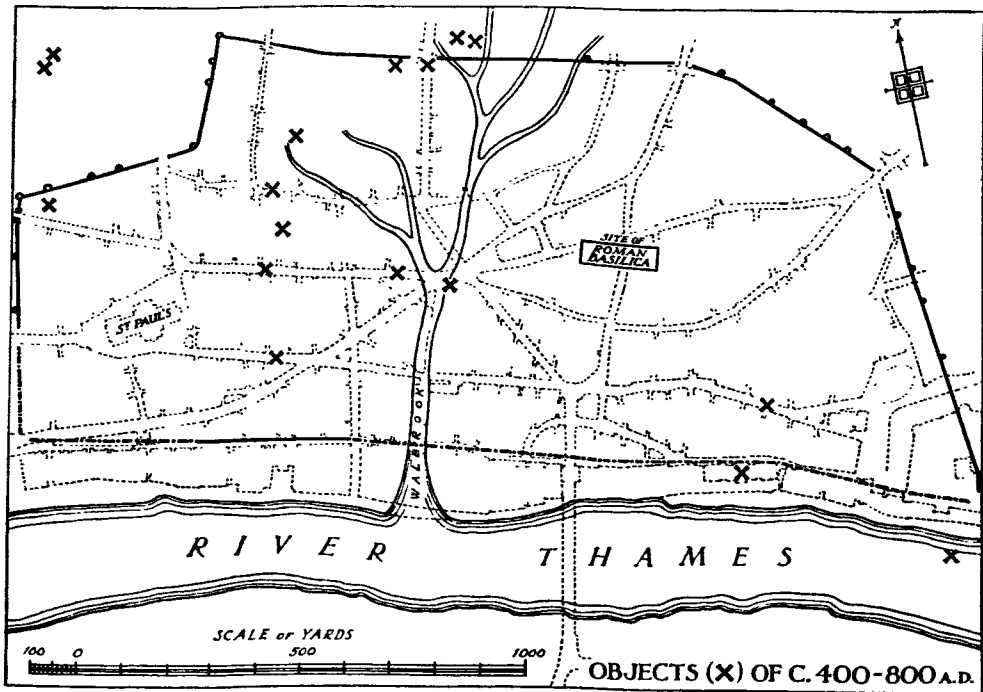 N
SITE OF
ROMAN
BASILICA
ST PAUL'S
WALBROOK
RIVER THAMES
SCALE OF YARDS
100 0 500 1000
OBJECTS (X) OF C. 400-800 A.D.